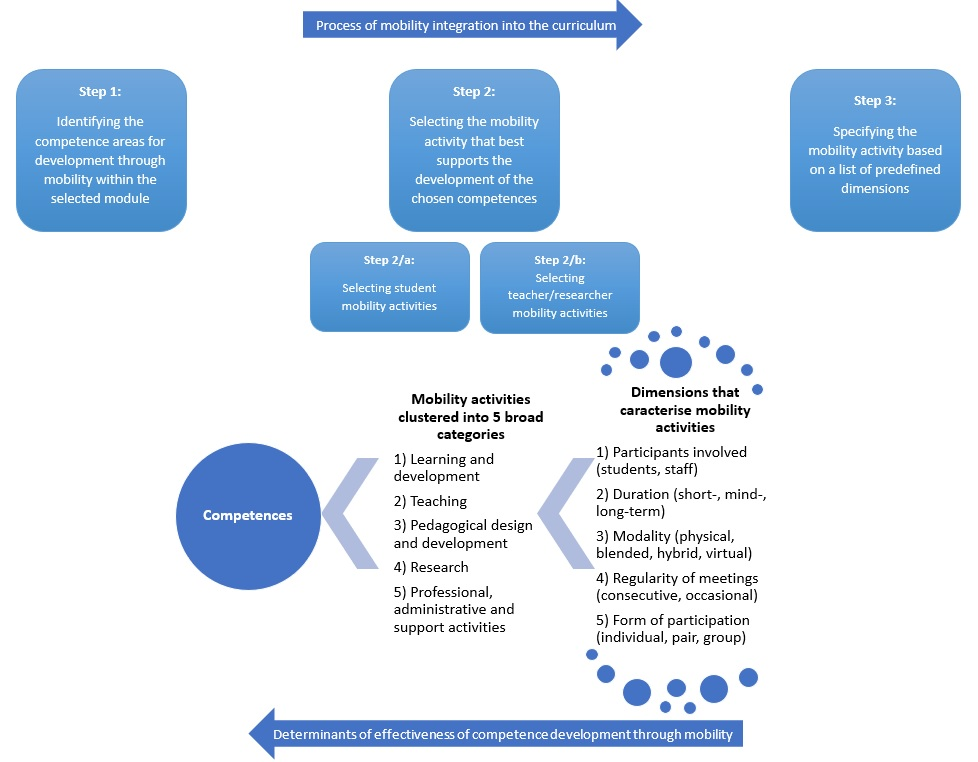 Process of mobility integration into the curriculum
Step 1:
Identifying the
competence areas for
development through
mobility within the
selected module
Step 2:
Selecting the mobility
activity that best
supports the
development of the
chosen competences
Step 3:
Specifying the
mobility activity based
on a list of predefined
dimensions
Step 2/a:
Selecting student
mobility activities
Step 2/b:
Selecting
teacher/researcher
mobility activities
Competences
Mobility activities
clustered into 5 broad
categories
1) Learning and
development
2) Teaching
3) Pedagogical design
and development
4) Research
5) Professional,
administrative and
support activities
Dimensions that
caracterise mobility
activities
1) Participants involved
(students, staff)
2) Duration (short-, mind-,
long-term)
3) Modality (physical,
blended, hybrid, virtual)
4) Regularity of meetings
(consecutive, occasional)
5) Form of participation
(individual, pair, group)
Determinants of effectiveness of competence development through mobility